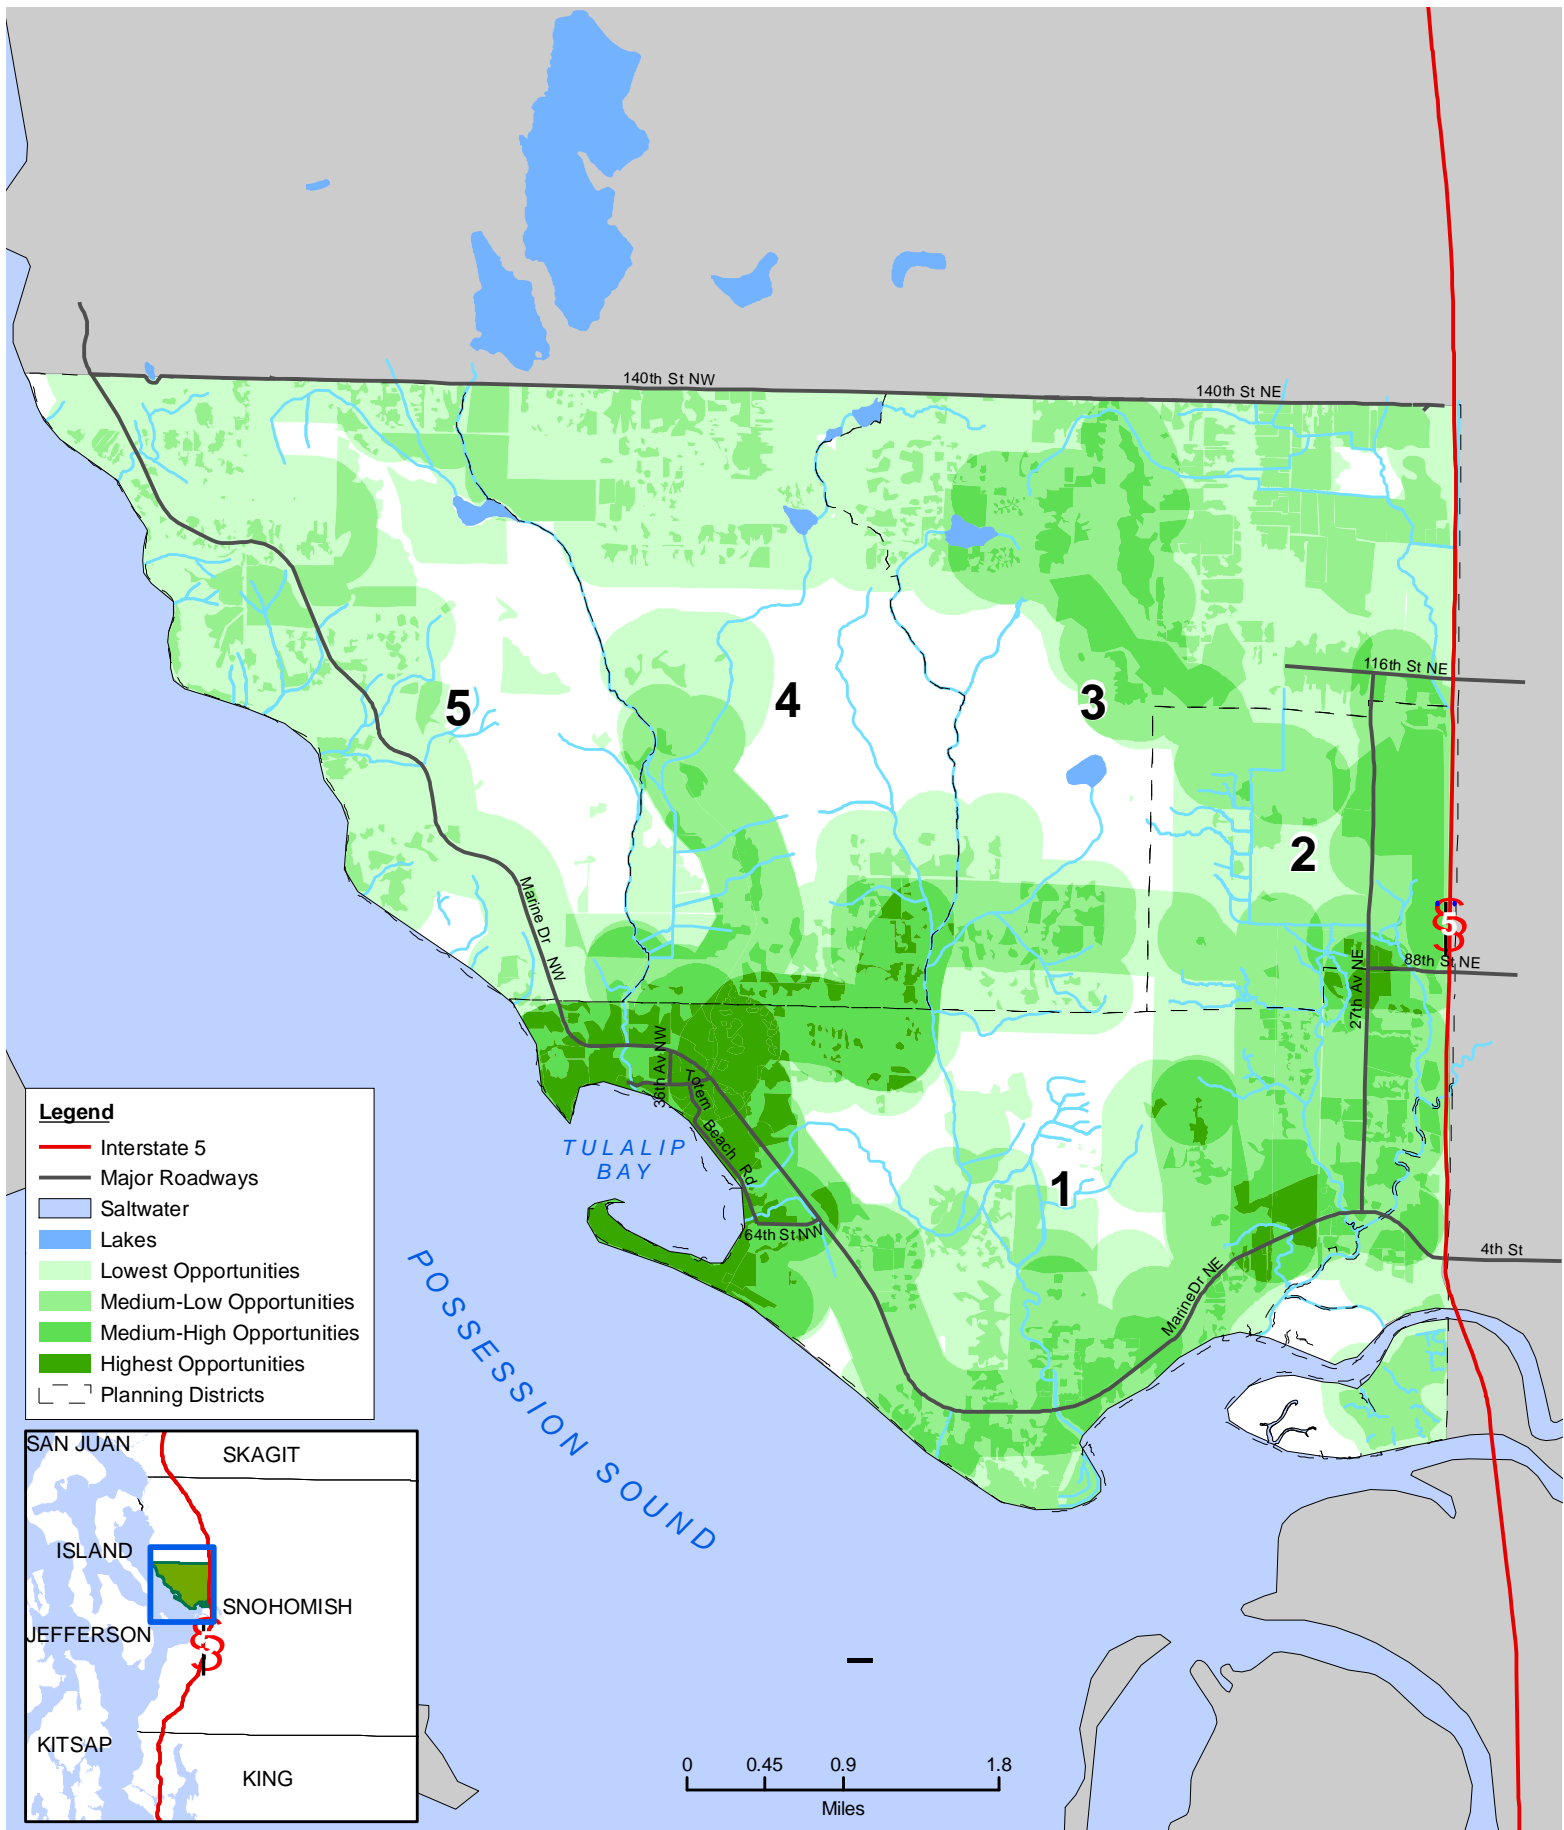 140th St NW
140th St NE
116th St NE
5
4
3
2
5
88th St NE
27th Av NE
Marine Dr NW
36th Av NW
Totem Beach Rd
64th St NW
TULALIP
BAY
1
Marine Dr NE
4th St
POSSESSION SOUND
Legend
Interstate 5
Major Roadways
Saltwater
Lakes
Lowest Opportunities
Medium-Low Opportunities
Medium-High Opportunities
Highest Opportunities
Planning Districts
SAN JUAN
SKAGIT
ISLAND
SNOHOMISH
JEFFERSON
KITSAP
KING
0 0.45 0.9 1.8
Miles